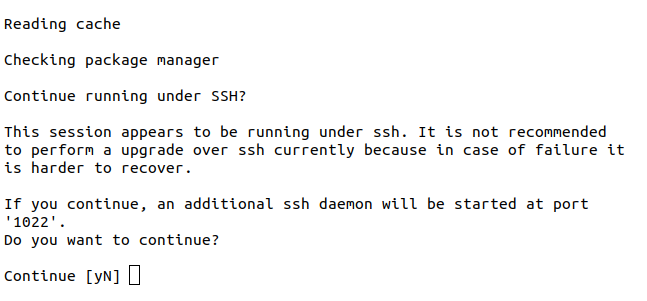 Reading cache
Checking package manager
Continue running under SSH?
This session appears to be running under ssh. It is not recommended
to perform a upgrade over ssh currently because in case of failure it
is harder to recover.
If you continue, an additional ssh daemon will be started at port
'1022'.
Do you want to continue?
Continue [yN]